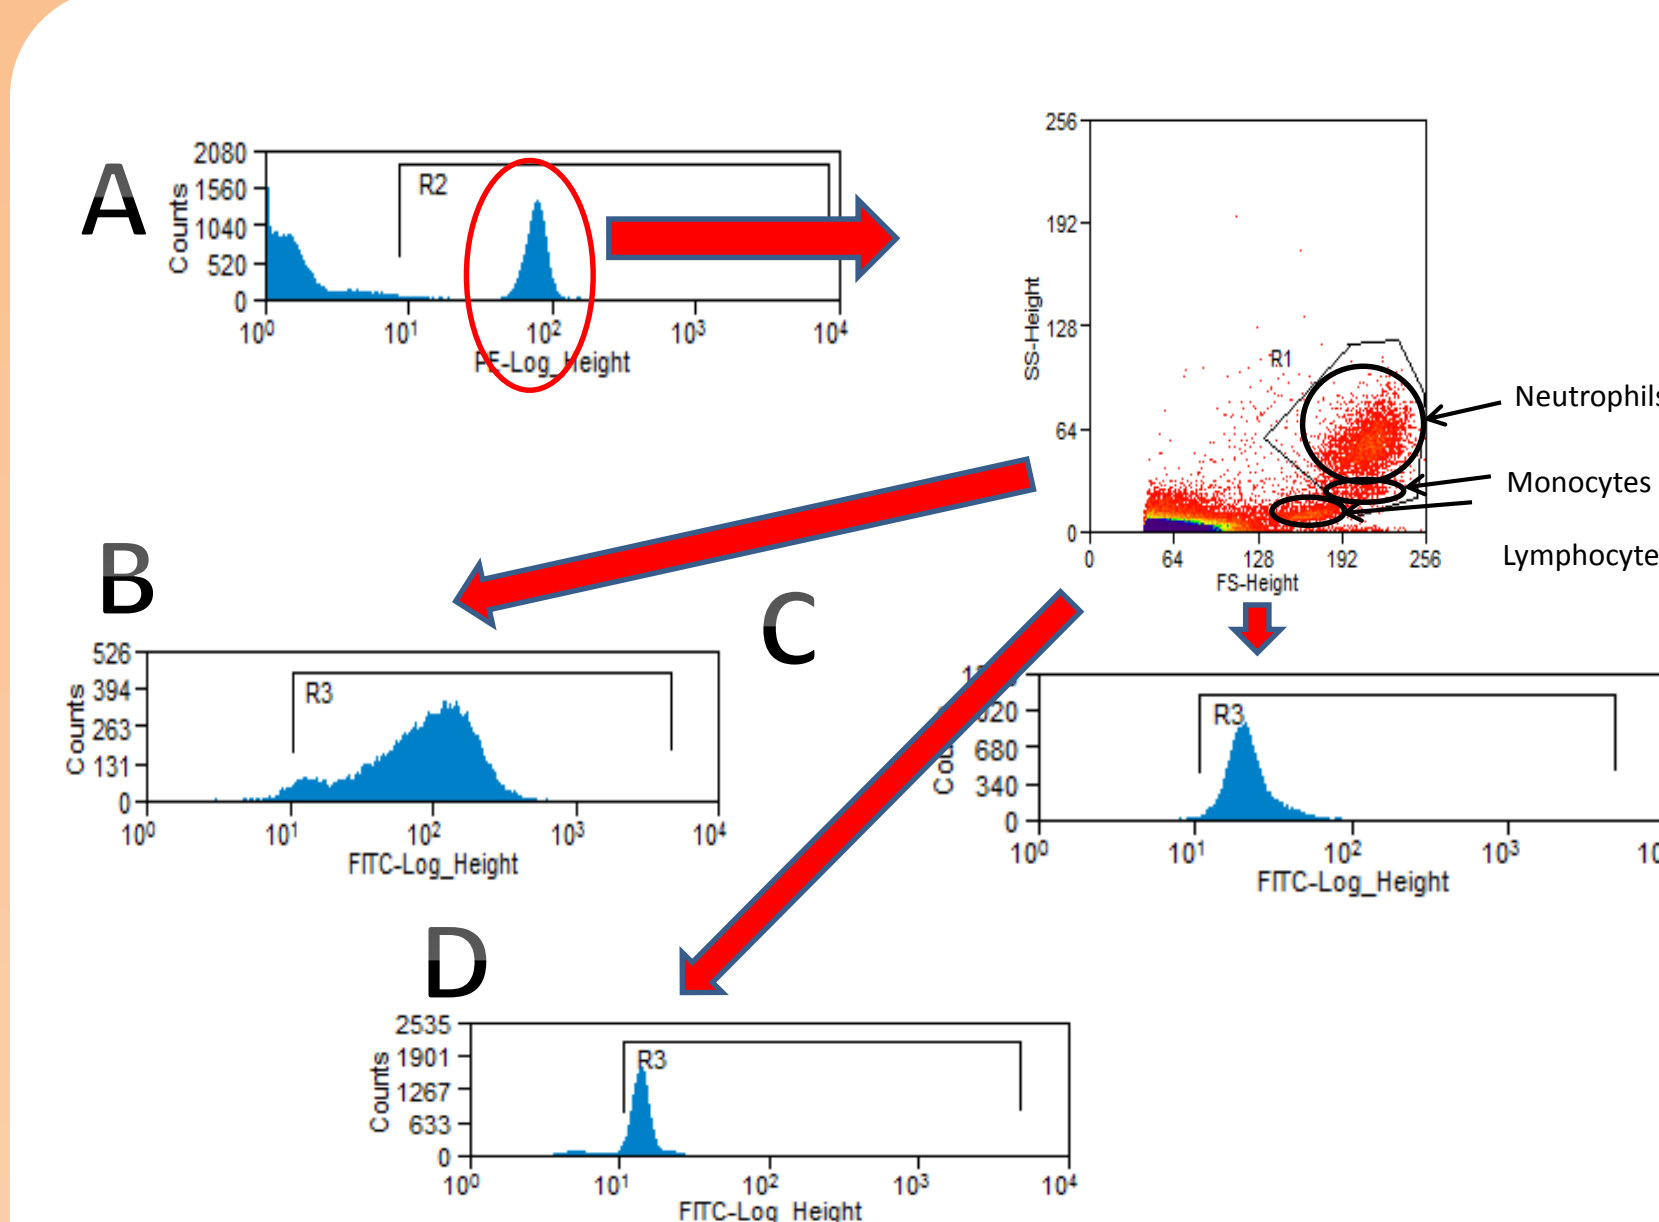 A
2080
1560
1040
520
0
Counts
R2
10⁰ 10¹ 10² 10³ 10⁴
PE-Log_Height
256
192
128
64
0
SS-Height
R1
0 64 128 192 256
FS-Height
Neutrophils
Monocytes
Lymphocyte
B
526
394
263
131
0
Counts
R3
10⁰ 10¹ 10² 10³ 10⁴
FITC-Log_Height
C
680
340
0
R3
10⁰ 10¹ 10² 10³
FITC-Log_Height
D
2535
1901
1267
633
0
Counts
R3
10⁰ 10¹ 10² 10³ 10⁴
FITC-Log_Height